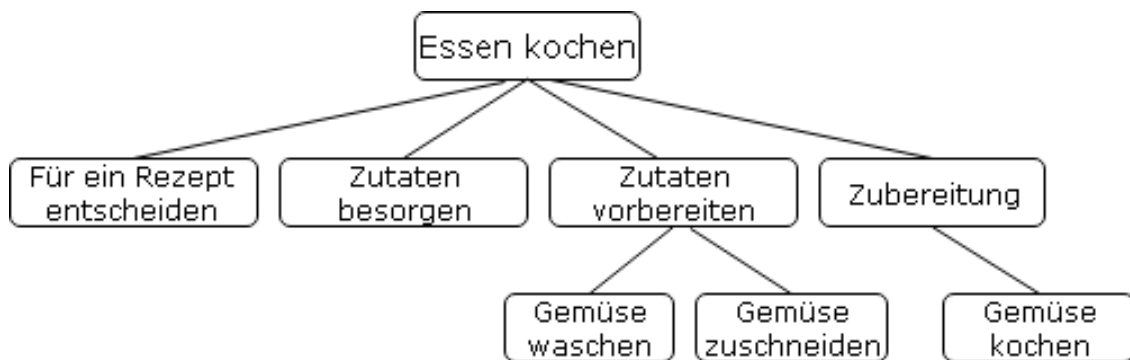 Essen kochen
Für ein Rezept
entscheiden
Zutaten
besorgen
Zutaten
vorbereiten
Zubereitung
Gemüse
waschen
Gemüse
zuschneiden
Gemüse
kochen